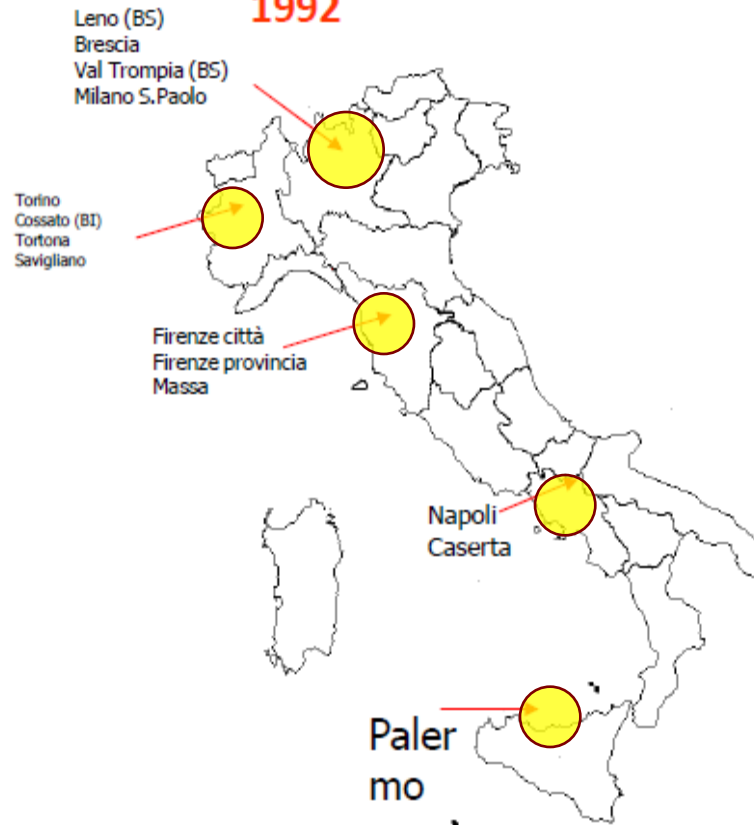 1992
Leno (BS)
Brescia
Val Trompia (BS)
Milano S.Paolo
Torino
Cossato (BI)
Tortona
Savigliano
Firenze città
Firenze provincia
Massa
Napoli
Caserta
Paler
mo